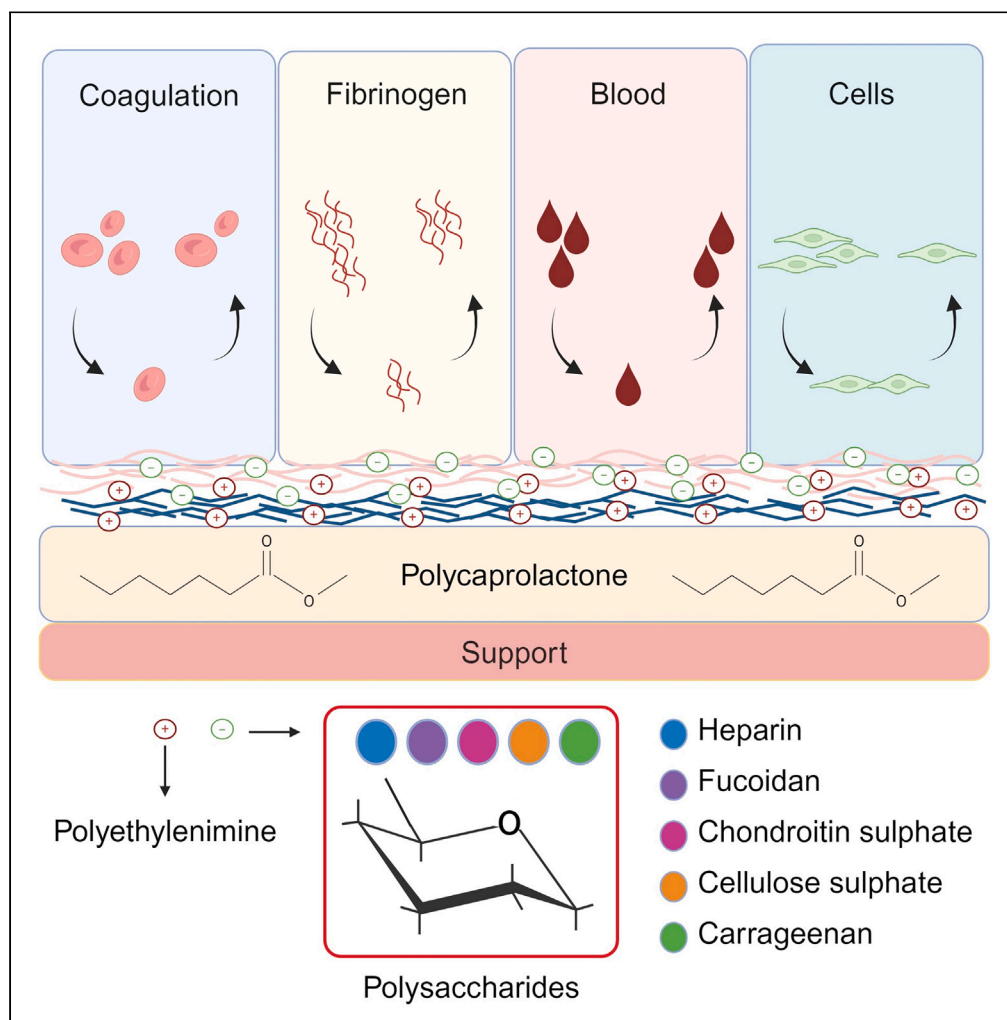 Coagulation
Fibrinogen
Blood
Cells
− − − − − − − −
+ + + + + +
− − − − − −
+ + + + + + + + +
O
O
Polycaprolactone
O
O
Support
+ −
Polyethylenimine
O
Polysaccharides
Heparin
Fucoidan
Chondroitin sulphate
Cellulose sulphate
Carrageenan